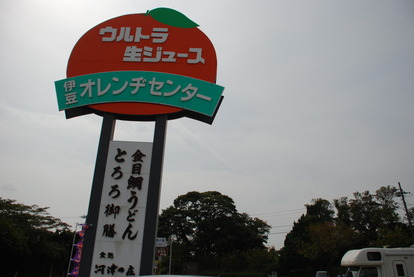 ウルトラ
生ジュース
伊豆
オレンヂセンター
金目鯛うどん
とろろ御膳
食処
河津の庄